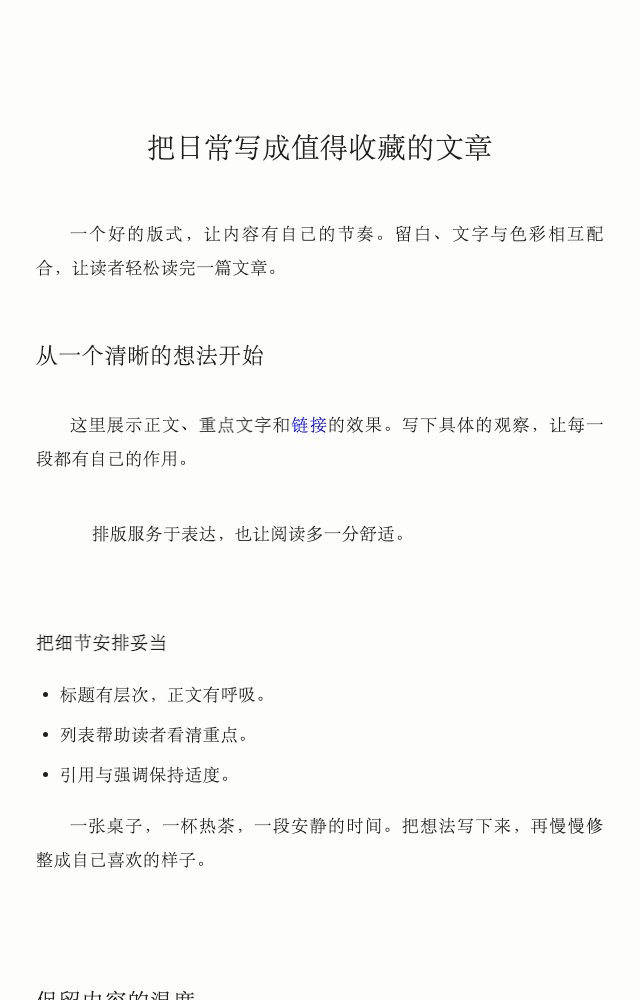 把日常写成值得收藏的文章
一个好的版式，让内容有自己的节奏。留白、文字与色彩相互配
合，让读者轻松读完一篇文章。
从一个清晰的想法开始
这里展示正文、重点文字和链接的效果。写下具体的观察，让每一
段都有自己的作用。
排版服务于表达，也让阅读多一分舒适。
把细节安排妥当
• 标题有层次，正文有呼吸。
• 列表帮助读者看清重点。
• 引用与强调保持适度。
一张桌子，一杯热茶，一段安静的时间。把想法写下来，再慢慢修
整成自己喜欢的样子。
保留内容的温度